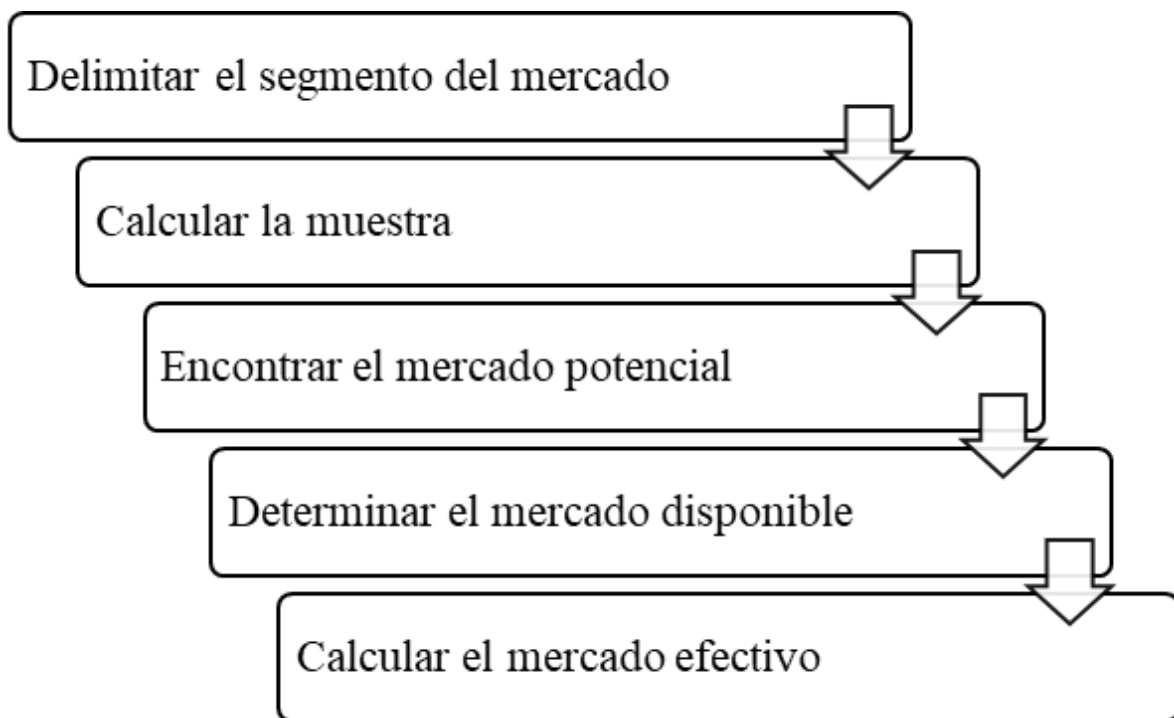 Delimitar el segmento del mercado
Calcular la muestra
Encontrar el mercado potencial
Determinar el mercado disponible
Calcular el mercado efectivo